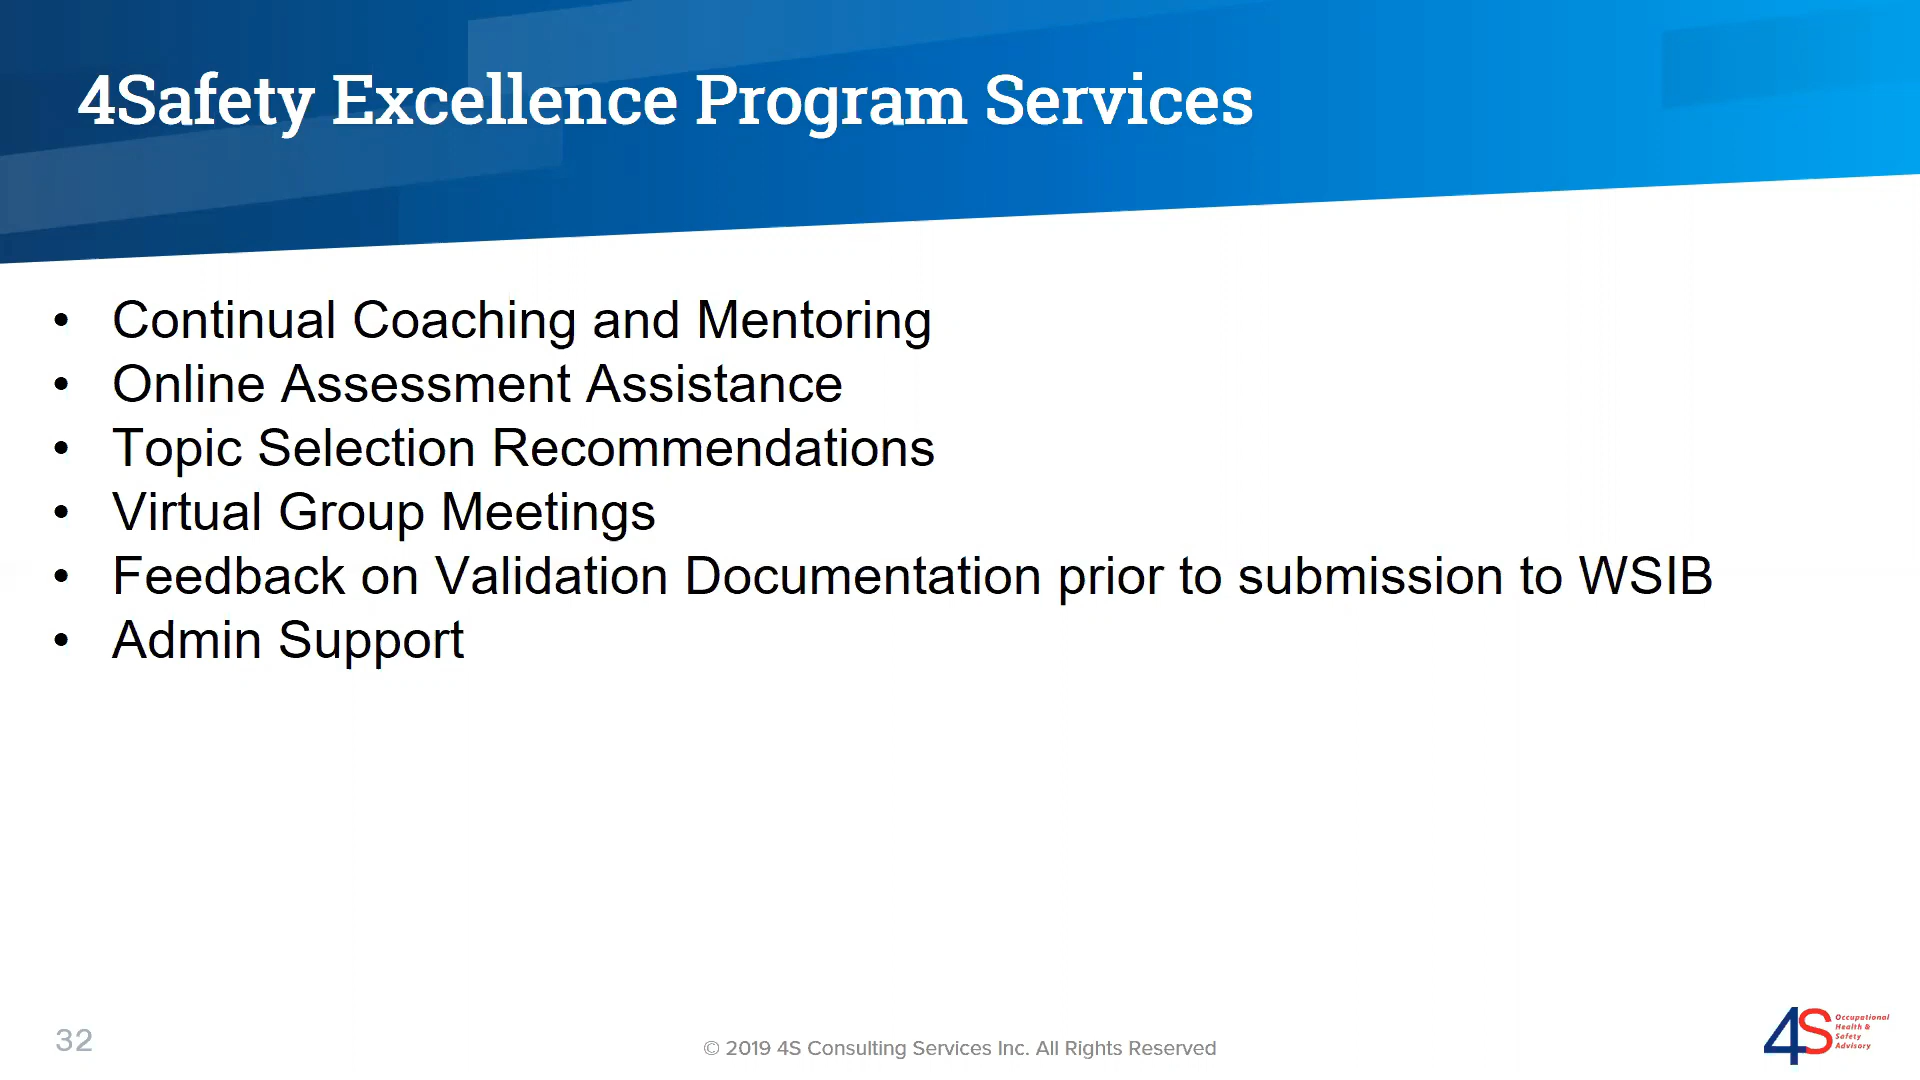 4Safety Excellence Program Services
• Continual Coaching and Mentoring
• Online Assessment Assistance
• Topic Selection Recommendations
• Virtual Group Meetings
• Feedback on Validation Documentation prior to submission to WSIB
• Admin Support
32
© 2019 4S Consulting Services Inc. All Rights Reserved
4S
Occupational
Health &
Safety
Advisory